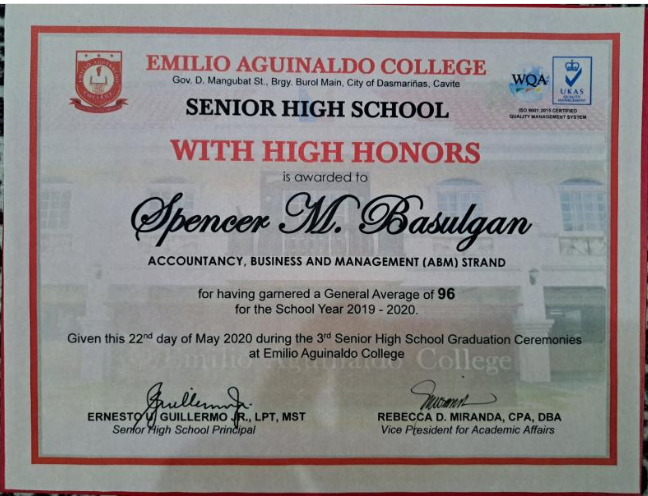 EMILIO AGUINALDO COLLEGE
Gov. D. Mangubat St., Brgy. Burol Main, City of Dasmariñas, Cavite
WQA
UKAS
ISO 9001:2015 CERTIFIED
QUALITY MANAGEMENT SYSTEM
SENIOR HIGH SCHOOL
WITH HIGH HONORS
is awarded to
Spencer M. Basulgan
ACCOUNTANCY, BUSINESS AND MANAGEMENT (ABM) STRAND
for having garnered a General Average of 96
for the School Year 2019 - 2020.
Given this 22nd day of May 2020 during the 3rd Senior High School Graduation Ceremonies
at Emilio Aguinaldo College
Emilio Aguinaldo College
ERNESTO U. GUILLERMO JR., LPT, MST
Senior High School Principal
REBECCA D. MIRANDA, CPA, DBA
Vice President for Academic Affairs